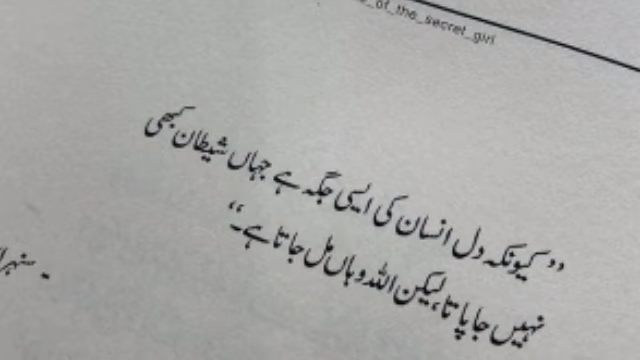 _of_the_secret_girl
”کیونکہ دل انسان کی ایسی جگہ ہے جہاں شیطان کبھی
نہیں جا پاتا، لیکن اللہ وہاں مل جاتا ہے۔“